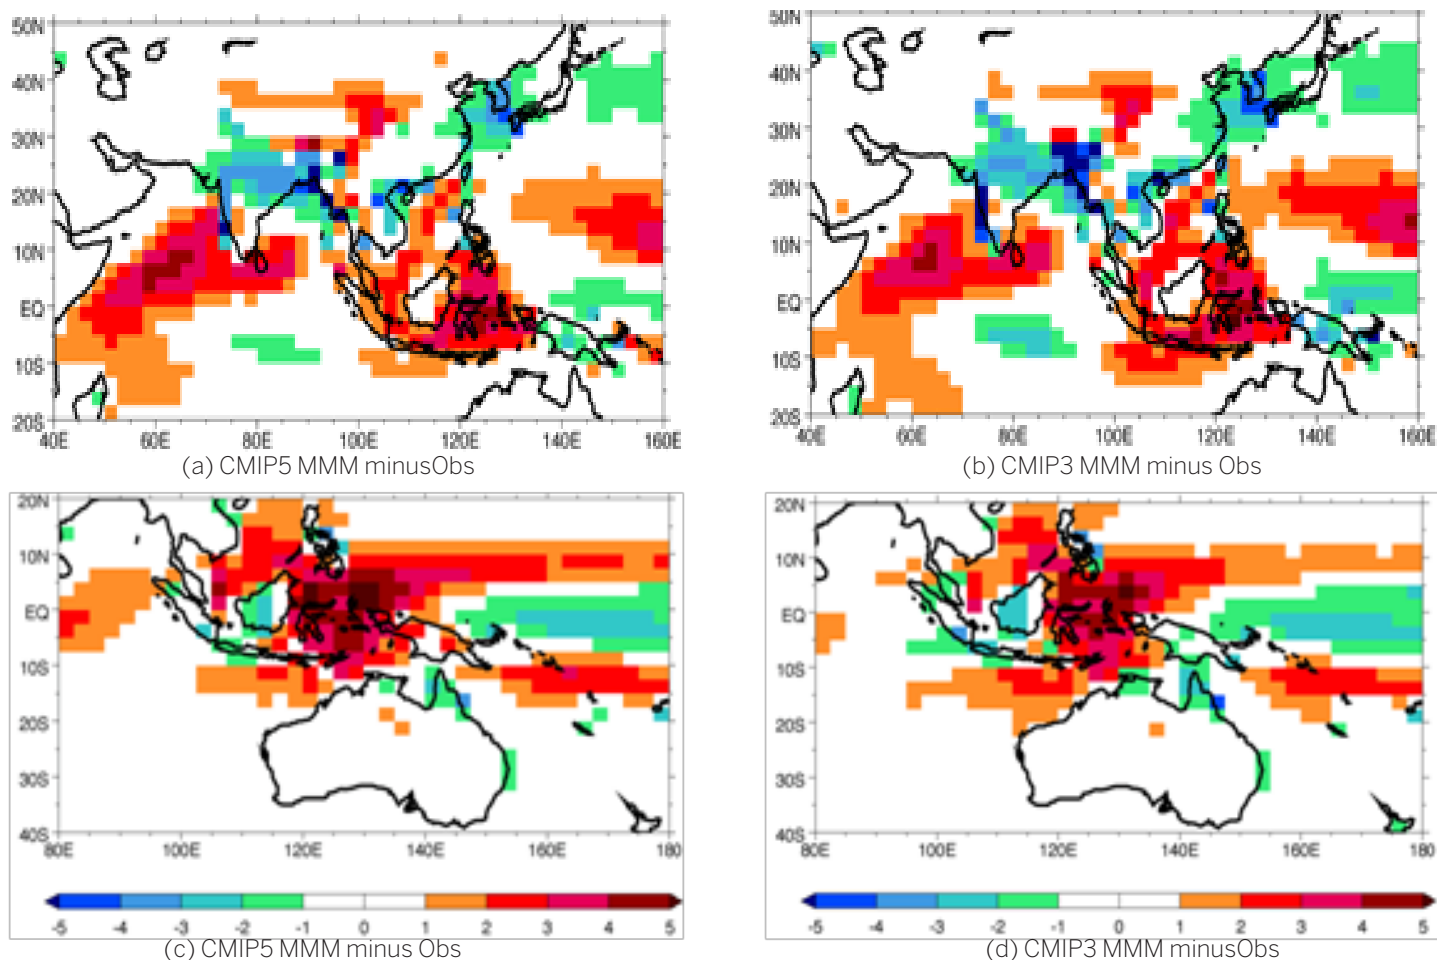 50N 50N
40N 40N
30N 30N
20N 20N
10N 10N
EQ EQ
10S 10S
20S 20S
40E 60E 80E 100E 120E 140E 160E 40E 60E 80E 100E 120E 140E 160E
(a) CMIP5 MMM minusObs (b) CMIP3 MMM minus Obs
20N 20N
10N 10N
EQ EQ
10S 10S
20S 20S
30S 30S
40S 40S
80E 100E 120E 140E 160E 180 80E 100E 120E 140E 160E 180
-5 -4 -3 -2 -1 0 1 2 3 4 5 -5 -4 -3 -2 -1 0 1 2 3 4 5
(c) CMIP5 MMM minus Obs (d) CMIP3 MMM minusObs